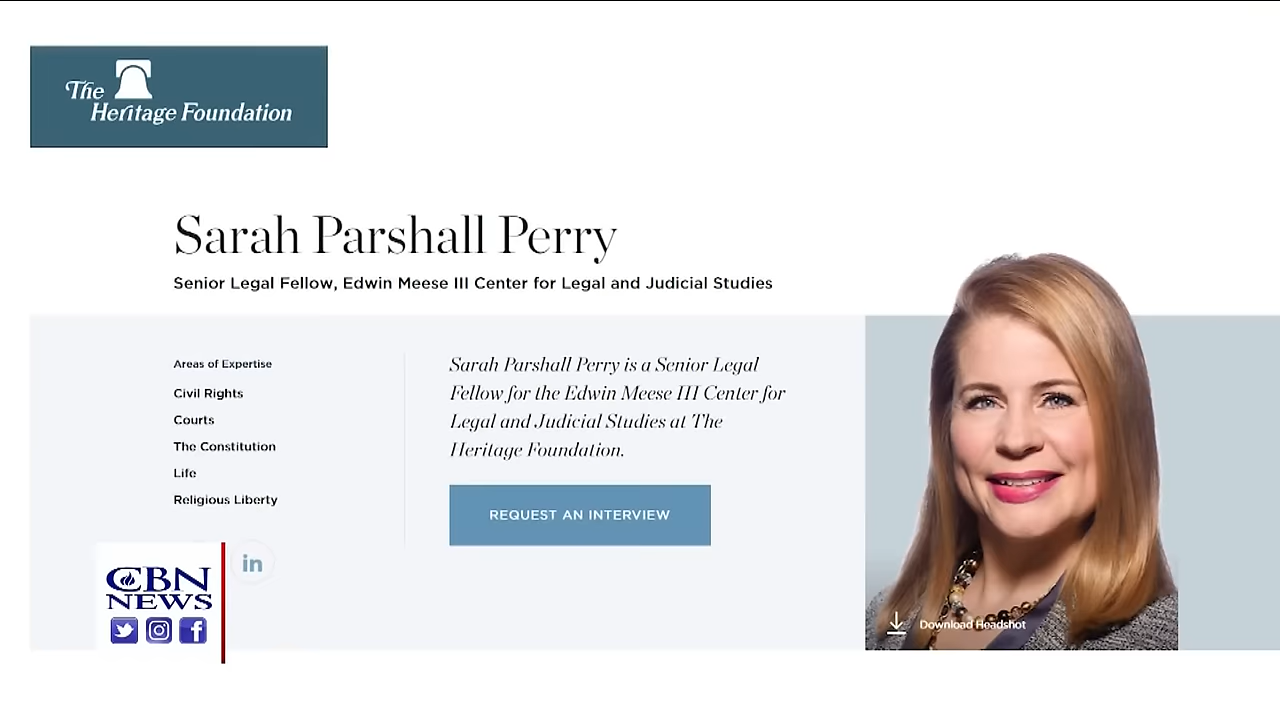 The
Heritage Foundation
Sarah Parshall Perry
Senior Legal Fellow, Edwin Meese III Center for Legal and Judicial Studies
Areas of Expertise
Civil Rights
Courts
The Constitution
Life
Religious Liberty
Sarah Parshall Perry is a Senior Legal
Fellow for the Edwin Meese III Center for
Legal and Judicial Studies at The
Heritage Foundation.
REQUEST AN INTERVIEW
in
CBN
NEWS
f
Download Headshot